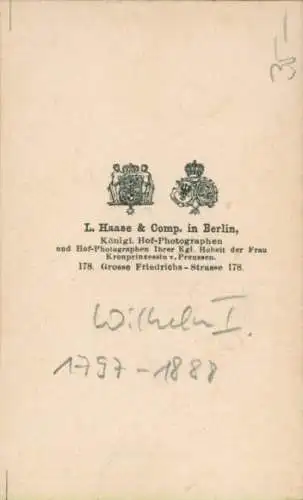 35.-
L. Haase & Comp. in Berlin,
Königl. Hof-Photographen
und Hof-Photographen Ihrer Kgl. Hoheit der Frau
Kronprinzessin v. Preussen.
178. Grosse Friedrichs-Strasse 178.
Wilhelm I.
1797-1888